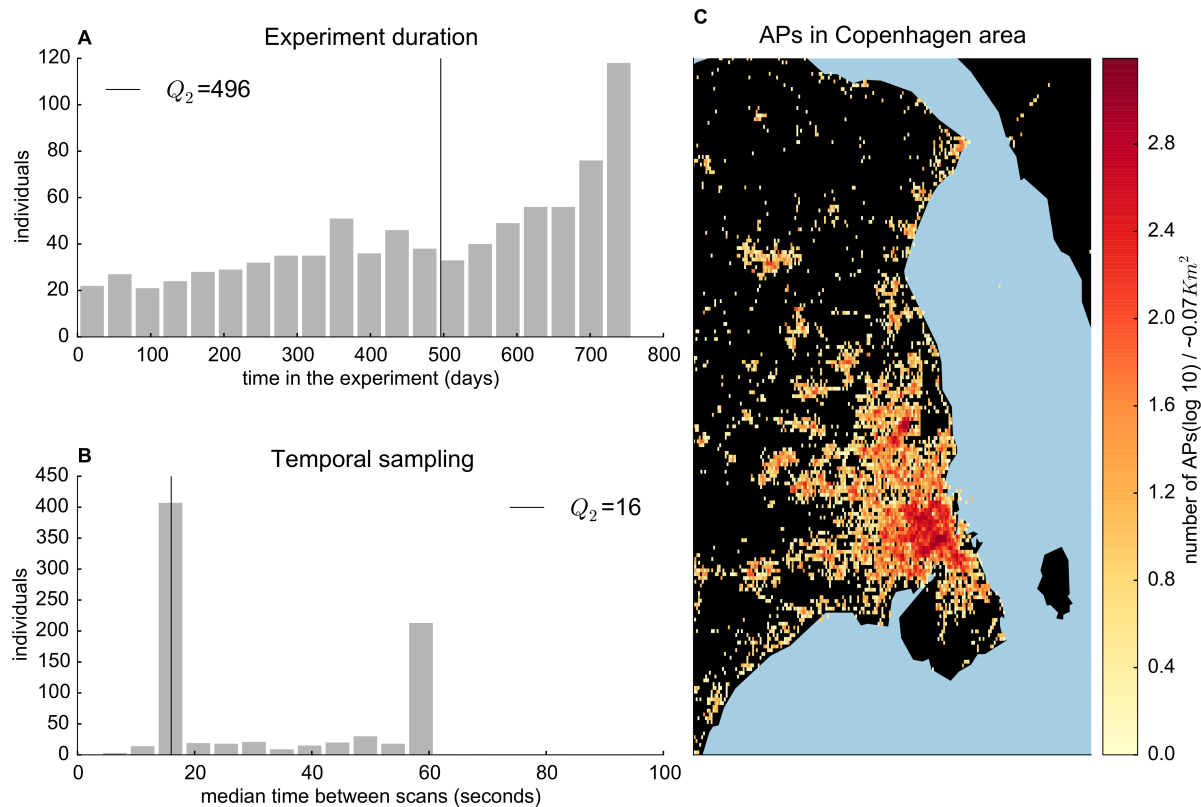 A
Experiment duration
Q2=496
individuals
120
100
80
60
40
20
0
0 100 200 300 400 500 600 700 800
time in the experiment (days)
B
Temporal sampling
Q2=16
individuals
450
400
350
300
250
200
150
100
50
0
0 20 40 60 80 100
median time between scans (seconds)
C
APs in Copenhagen area
2.8
2.4
2.0
1.6
1.2
0.8
0.4
0.0
number of APs(log 10) / ~0.07Km²